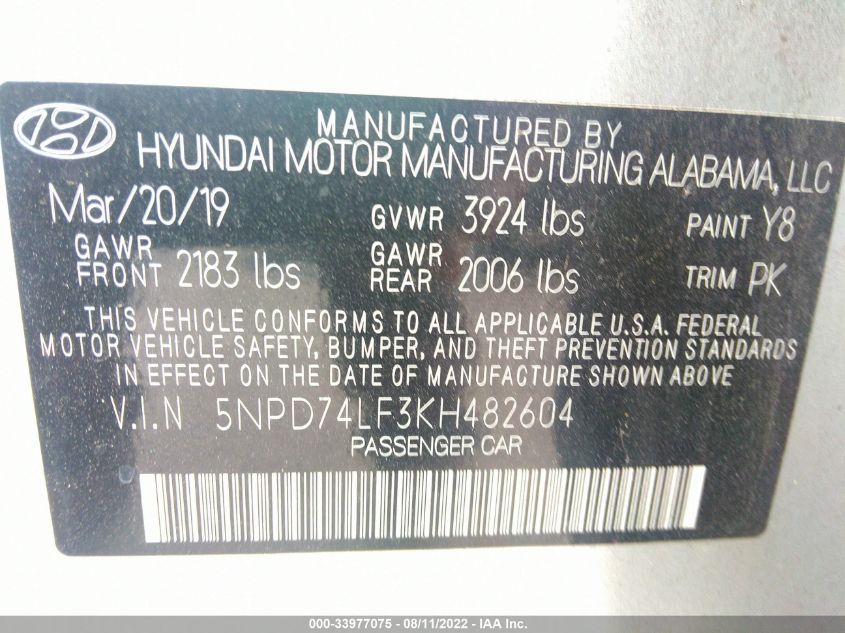 MANUFACTURED BY
HYUNDAI MOTOR MANUFACTURING ALABAMA, LLC
Mar/20/19 GVWR 3924 lbs PAINT Y8
GAWR FRONT 2183 lbs GAWR REAR 2006 lbs TRIM PK
THIS VEHICLE CONFORMS TO ALL APPLICABLE U.S.A. FEDERAL
MOTOR VEHICLE SAFETY, BUMPER, AND THEFT PREVENTION STANDARDS
IN EFFECT ON THE DATE OF MANUFACTURE SHOWN ABOVE
V.I.N 5NPD74LF3KH482604
PASSENGER CAR
000-33977075 - 08/11/2022 - IAA Inc.